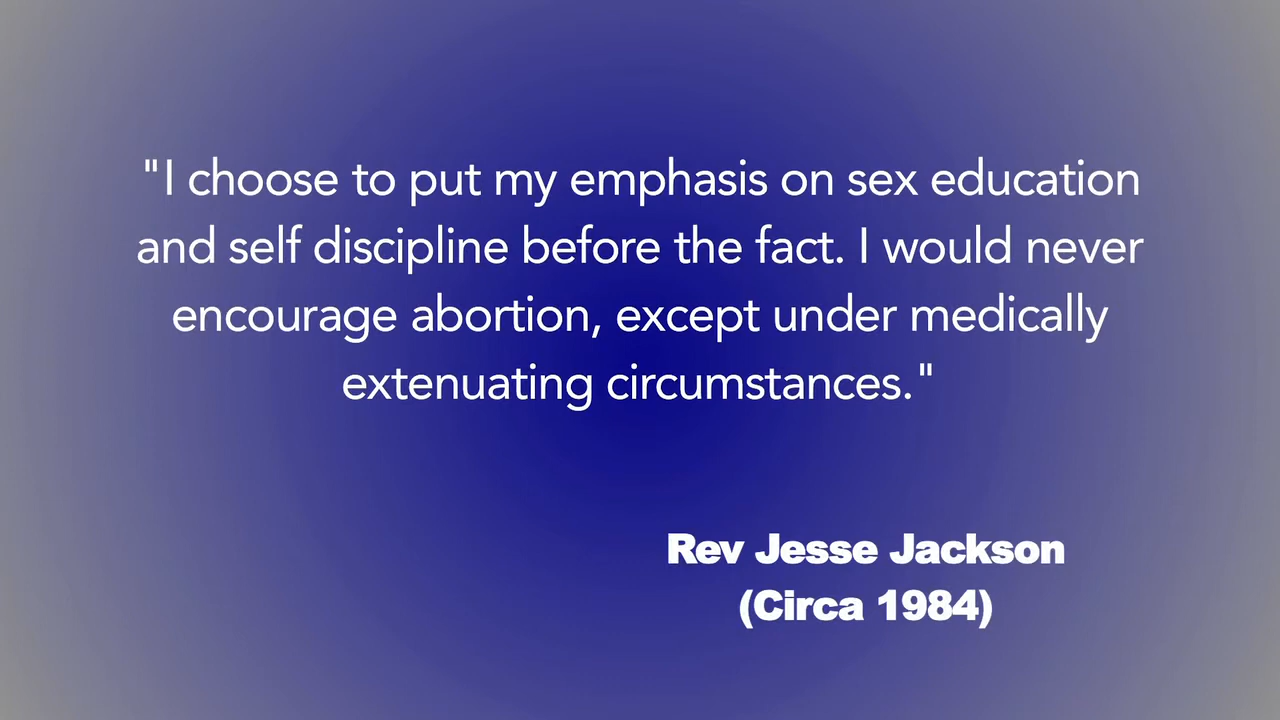 "I choose to put my emphasis on sex education
and self discipline before the fact. I would never
encourage abortion, except under medically
extenuating circumstances."
Rev Jesse Jackson
(Circa 1984)